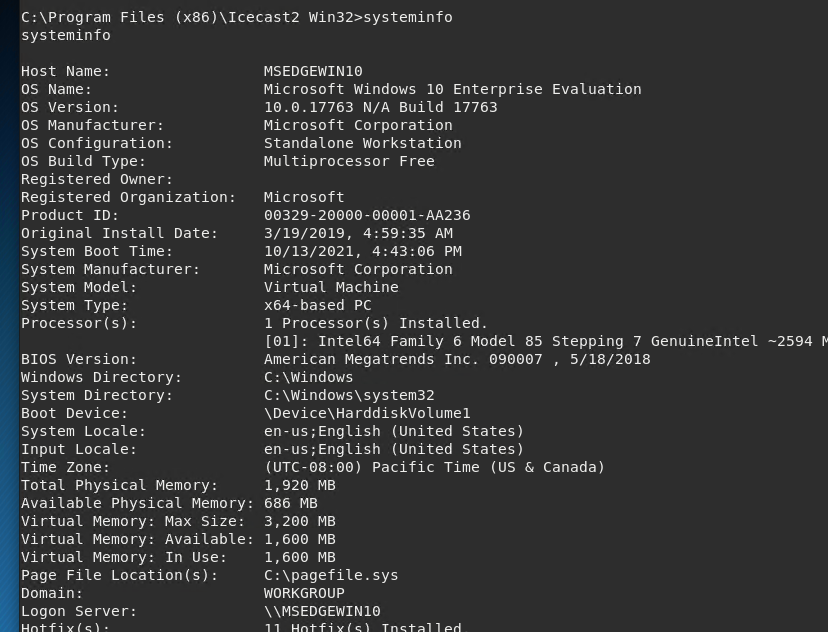 C:\Program Files (x86)\Icecast2 Win32>systeminfo
systeminfo
Host Name:                 MSEDGEWIN10
OS Name:                   Microsoft Windows 10 Enterprise Evaluation
OS Version:                10.0.17763 N/A Build 17763
OS Manufacturer:           Microsoft Corporation
OS Configuration:          Standalone Workstation
OS Build Type:             Multiprocessor Free
Registered Owner:
Registered Organization:   Microsoft
Product ID:                00329-20000-00001-AA236
Original Install Date:     3/19/2019, 4:59:35 AM
System Boot Time:          10/13/2021, 4:43:06 PM
System Manufacturer:       Microsoft Corporation
System Model:              Virtual Machine
System Type:               x64-based PC
Processor(s):              1 Processor(s) Installed.
                           [01]: Intel64 Family 6 Model 85 Stepping 7 GenuineIntel ~2594 M
BIOS Version:              American Megatrends Inc. 090007 , 5/18/2018
Windows Directory:         C:\Windows
System Directory:          C:\Windows\system32
Boot Device:               \Device\HarddiskVolume1
System Locale:             en-us;English (United States)
Input Locale:              en-us;English (United States)
Time Zone:                 (UTC-08:00) Pacific Time (US & Canada)
Total Physical Memory:     1,920 MB
Available Physical Memory: 686 MB
Virtual Memory: Max Size:  3,200 MB
Virtual Memory: Available: 1,600 MB
Virtual Memory: In Use:    1,600 MB
Page File Location(s):     C:\pagefile.sys
Domain:                    WORKGROUP
Logon Server:              \\MSEDGEWIN10
Hotfix(s):                 11 Hotfix(s) Installed.